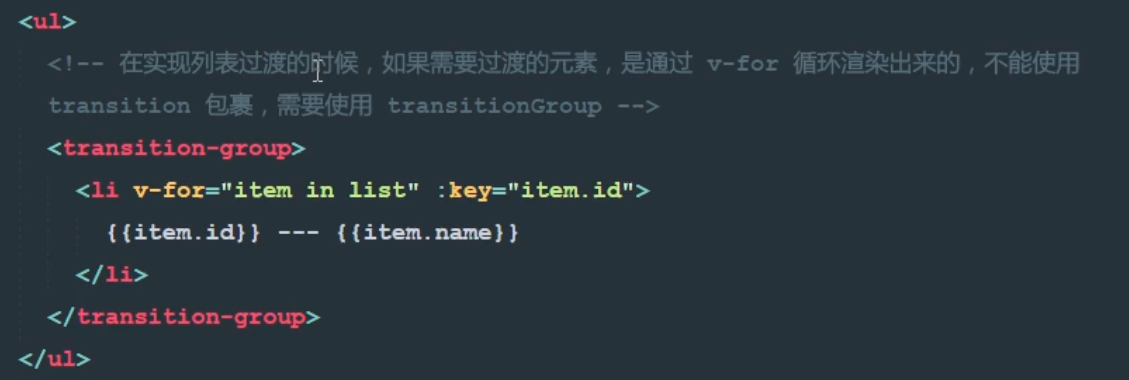 <ul>
<!-- 在实现列表过渡的时候，如果需要过渡的元素，是通过 v-for 循环渲染出来的，不能使用
transition 包裹，需要使用 transitionGroup -->
<transition-group>
<li v-for="item in list" :key="item.id">
{{item.id}} --- {{item.name}}
</li>
</transition-group>
</ul>